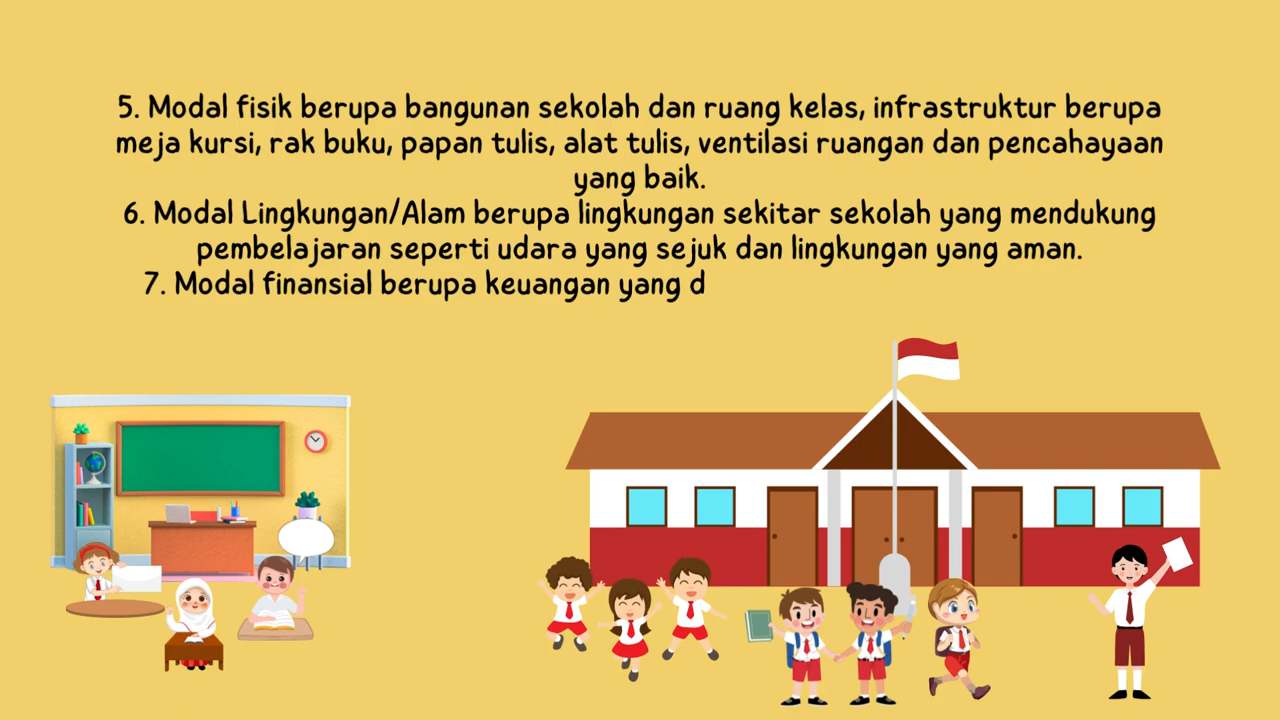 5. Modal fisik berupa bangunan sekolah dan ruang kelas, infrastruktur berupa
meja kursi, rak buku, papan tulis, alat tulis, ventilasi ruangan dan pencahayaan
yang baik.
6. Modal Lingkungan/Alam berupa lingkungan sekitar sekolah yang mendukung
pembelajaran seperti udara yang sejuk dan lingkungan yang aman.
7. Modal finansial berupa keuangan yang d